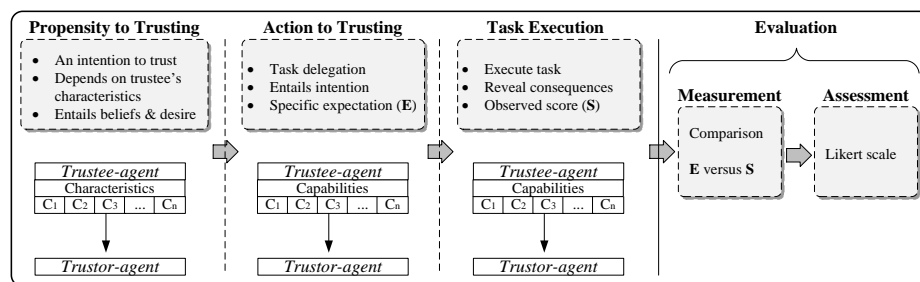 Propensity to Trusting
• An intention to trust
• Depends on trustee's
characteristics
• Entails beliefs & desire
Trustee-agent
Characteristics
C1 C2 C3 ... Cn
Trustor-agent
Action to Trusting
• Task delegation
• Entails intention
• Specific expectation (E)
Trustee-agent
Capabilities
C1 C2 C3 ... Cn
Trustor-agent
Task Execution
• Execute task
• Reveal consequences
• Observed score (S)
Trustee-agent
Capabilities
C1 C2 C3 ... Cn
Trustor-agent
Evaluation
Measurement
Comparison
E versus S
Assessment
Likert scale